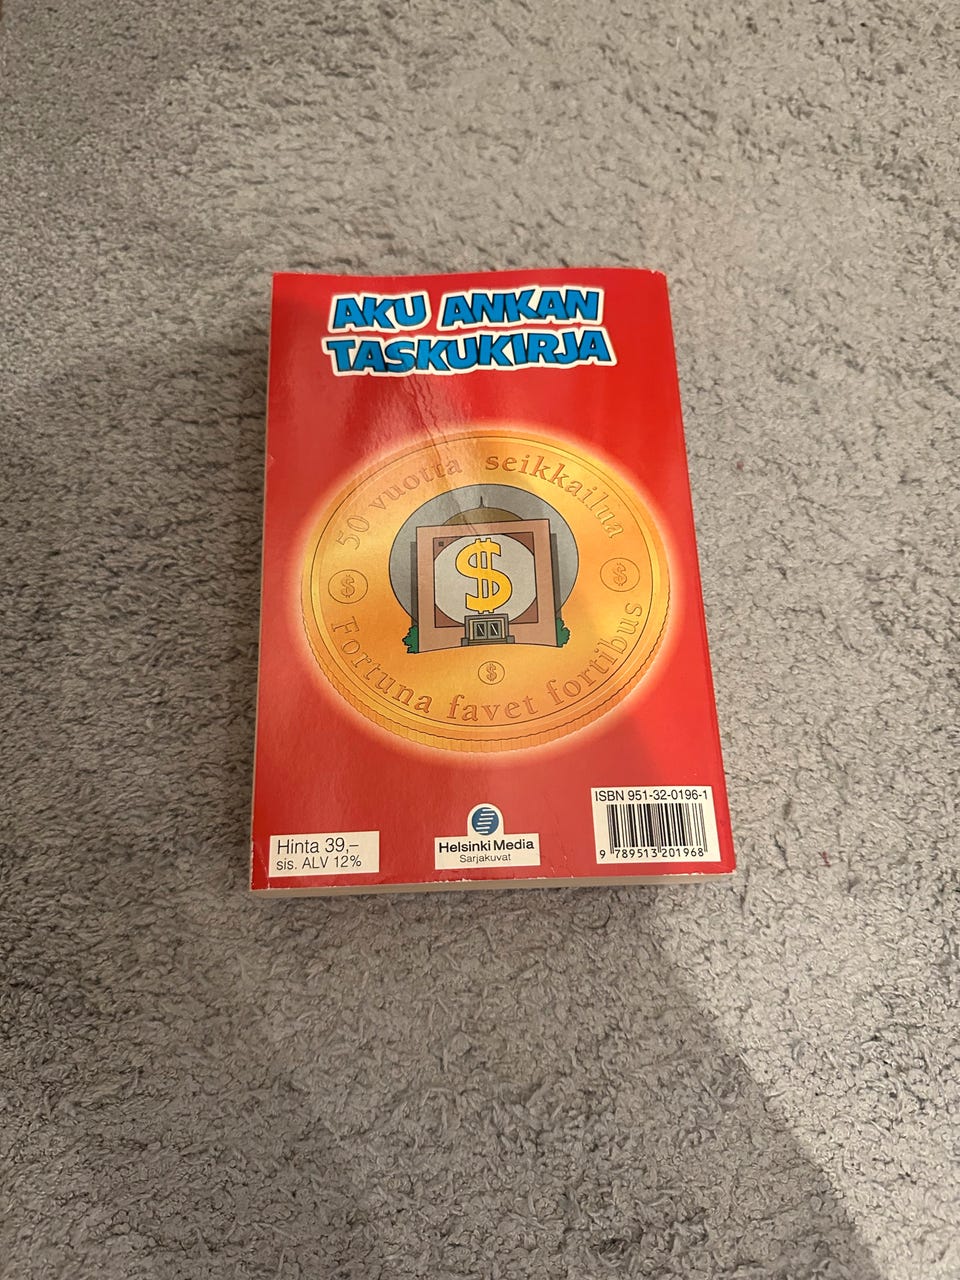 AKU ANKAN
TASKUKIRJA
50 vuotta seikkailua
$
$
$
$
Fortuna favet fortibus
ISBN 951-32-0196-1
9 789513 201968
Hinta 39,–
sis. ALV 12%
Helsinki Media
Sarjakuvat